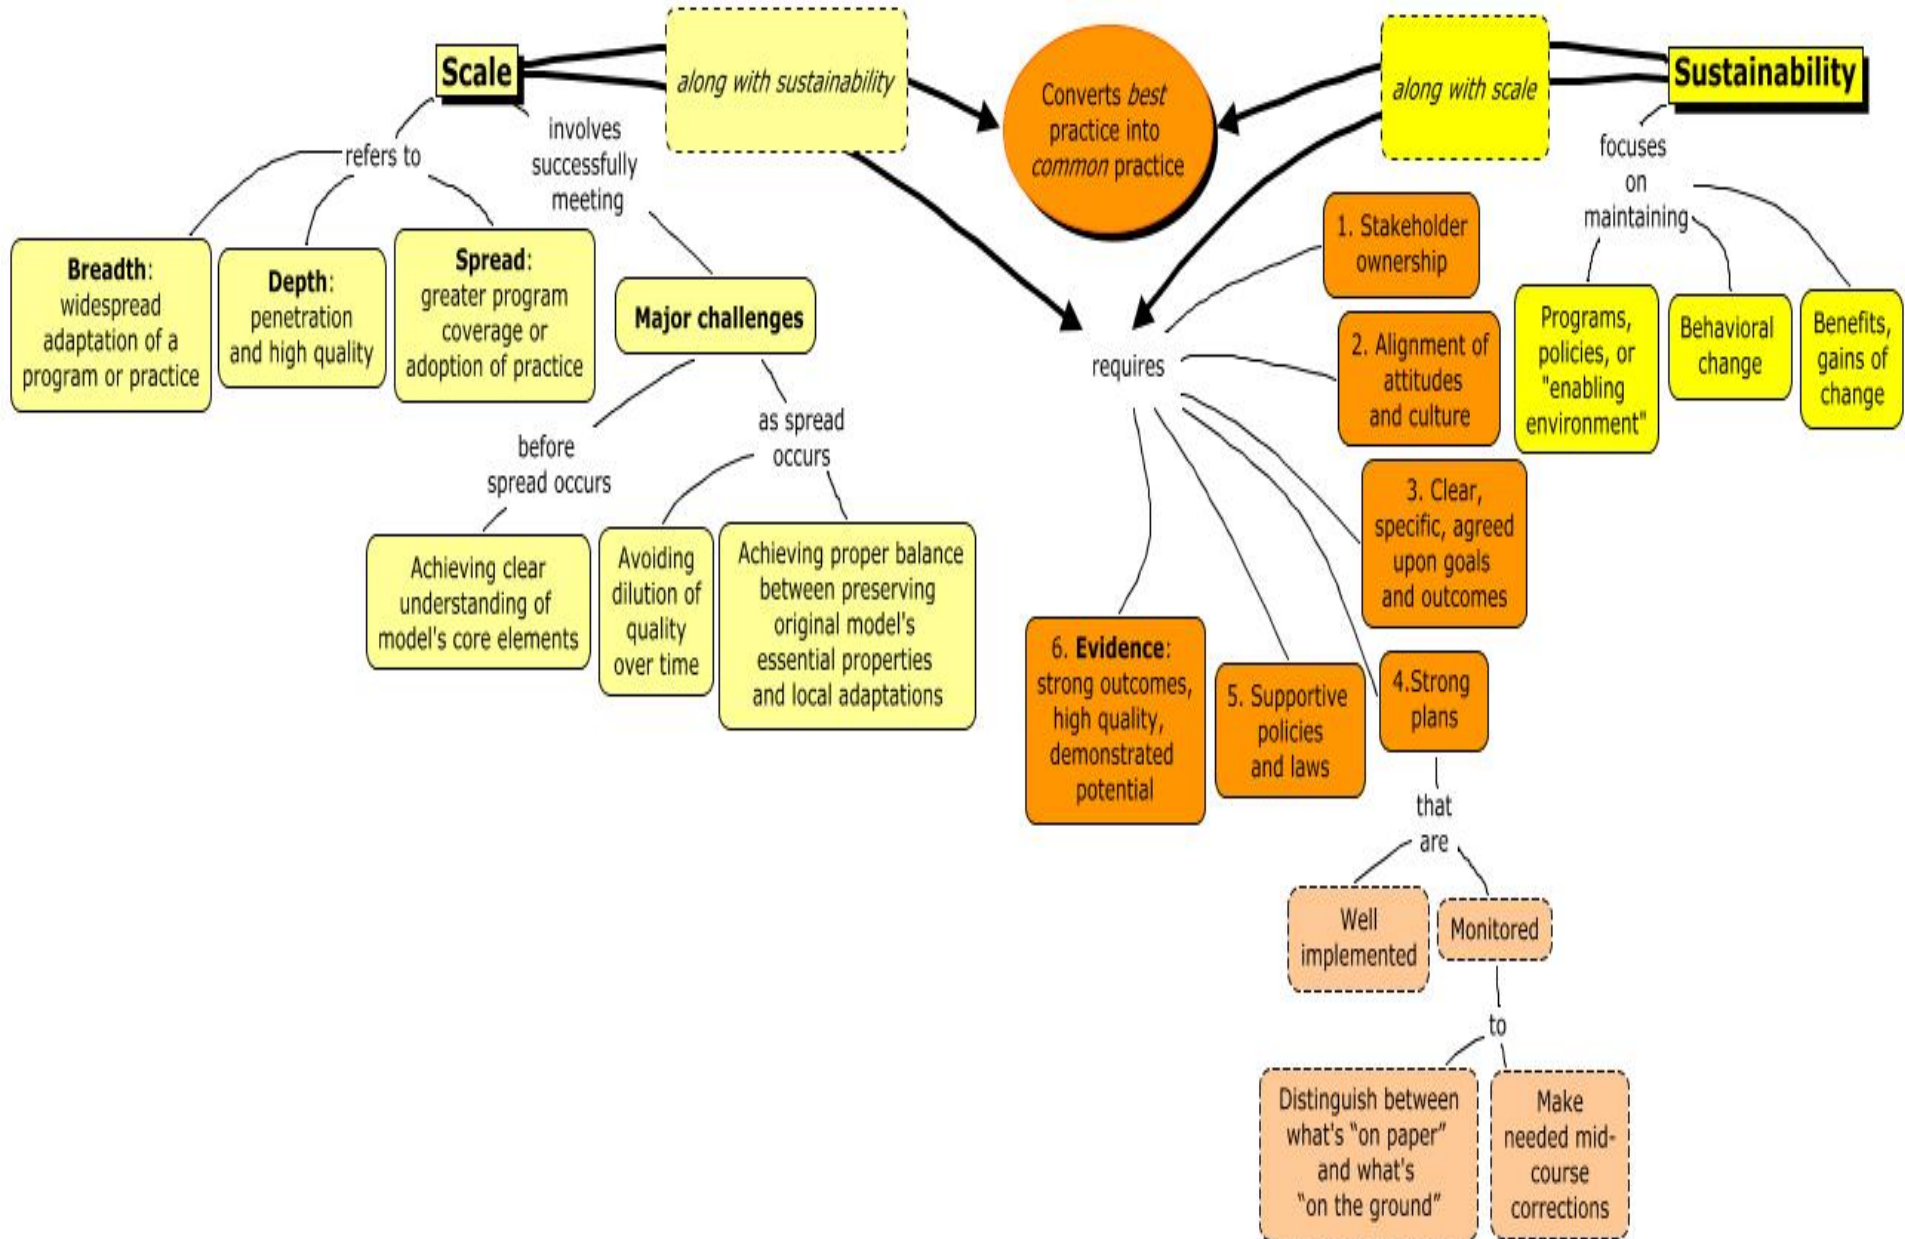 Scale
along with sustainability
Converts best
practice into
common practice
along with scale
Sustainability
refers to
involves
successfully
meeting
focuses
on
maintaining
Breadth:
widespread
adaptation of a
program or practice
Depth:
penetration
and high quality
Spread:
greater program
coverage or
adoption of practice
Major challenges
before
spread occurs
as spread
occurs
Achieving clear
understanding of
model's core elements
Avoiding
dilution of
quality
over time
Achieving proper balance
between preserving
original model's
essential properties
and local adaptations
requires
1. Stakeholder
ownership
2. Alignment of
attitudes
and culture
3. Clear,
specific, agreed
upon goals
and outcomes
4.Strong
plans
5. Supportive
policies
and laws
6. Evidence:
strong outcomes,
high quality,
demonstrated
potential
Programs,
policies, or
"enabling
environment"
Behavioral
change
Benefits,
gains of
change
that
are
Well
implemented
Monitored
to
Distinguish between
what's “on paper”
and what's
“on the ground”
Make
needed mid-
course
corrections